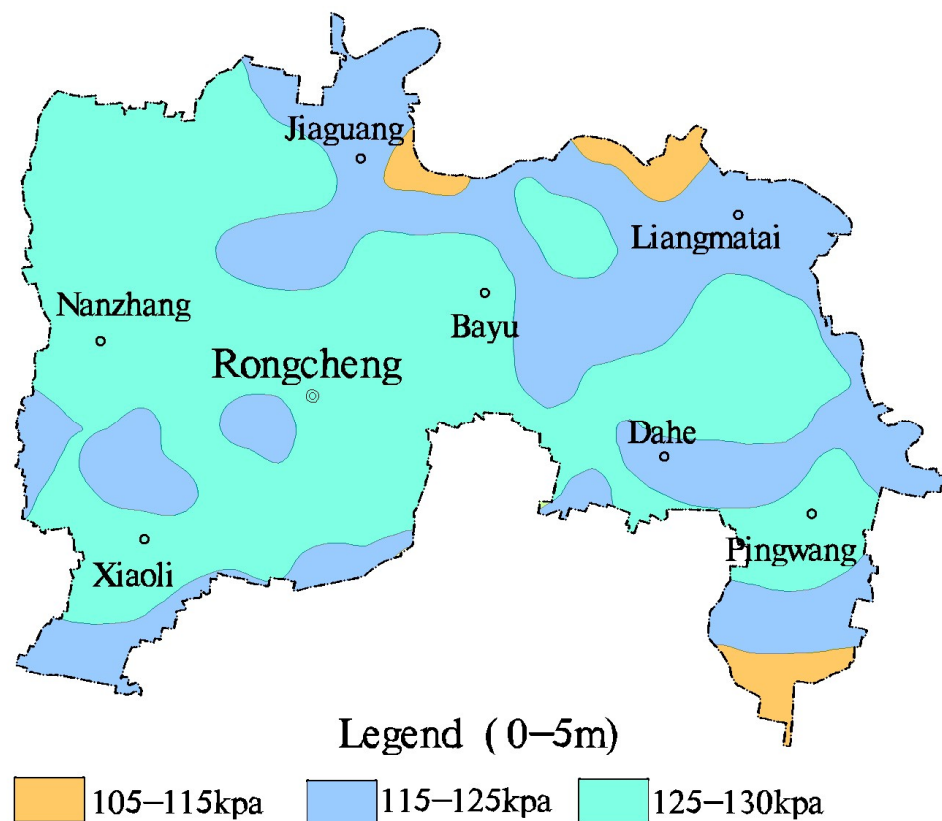 Jiaguang
Liangmatai
Nanzhang
Bayu
Rongcheng
Dahe
Pingwang
Xiaoli
Legend (0–5m)
105–115kpa
115–125kpa
125–130kpa